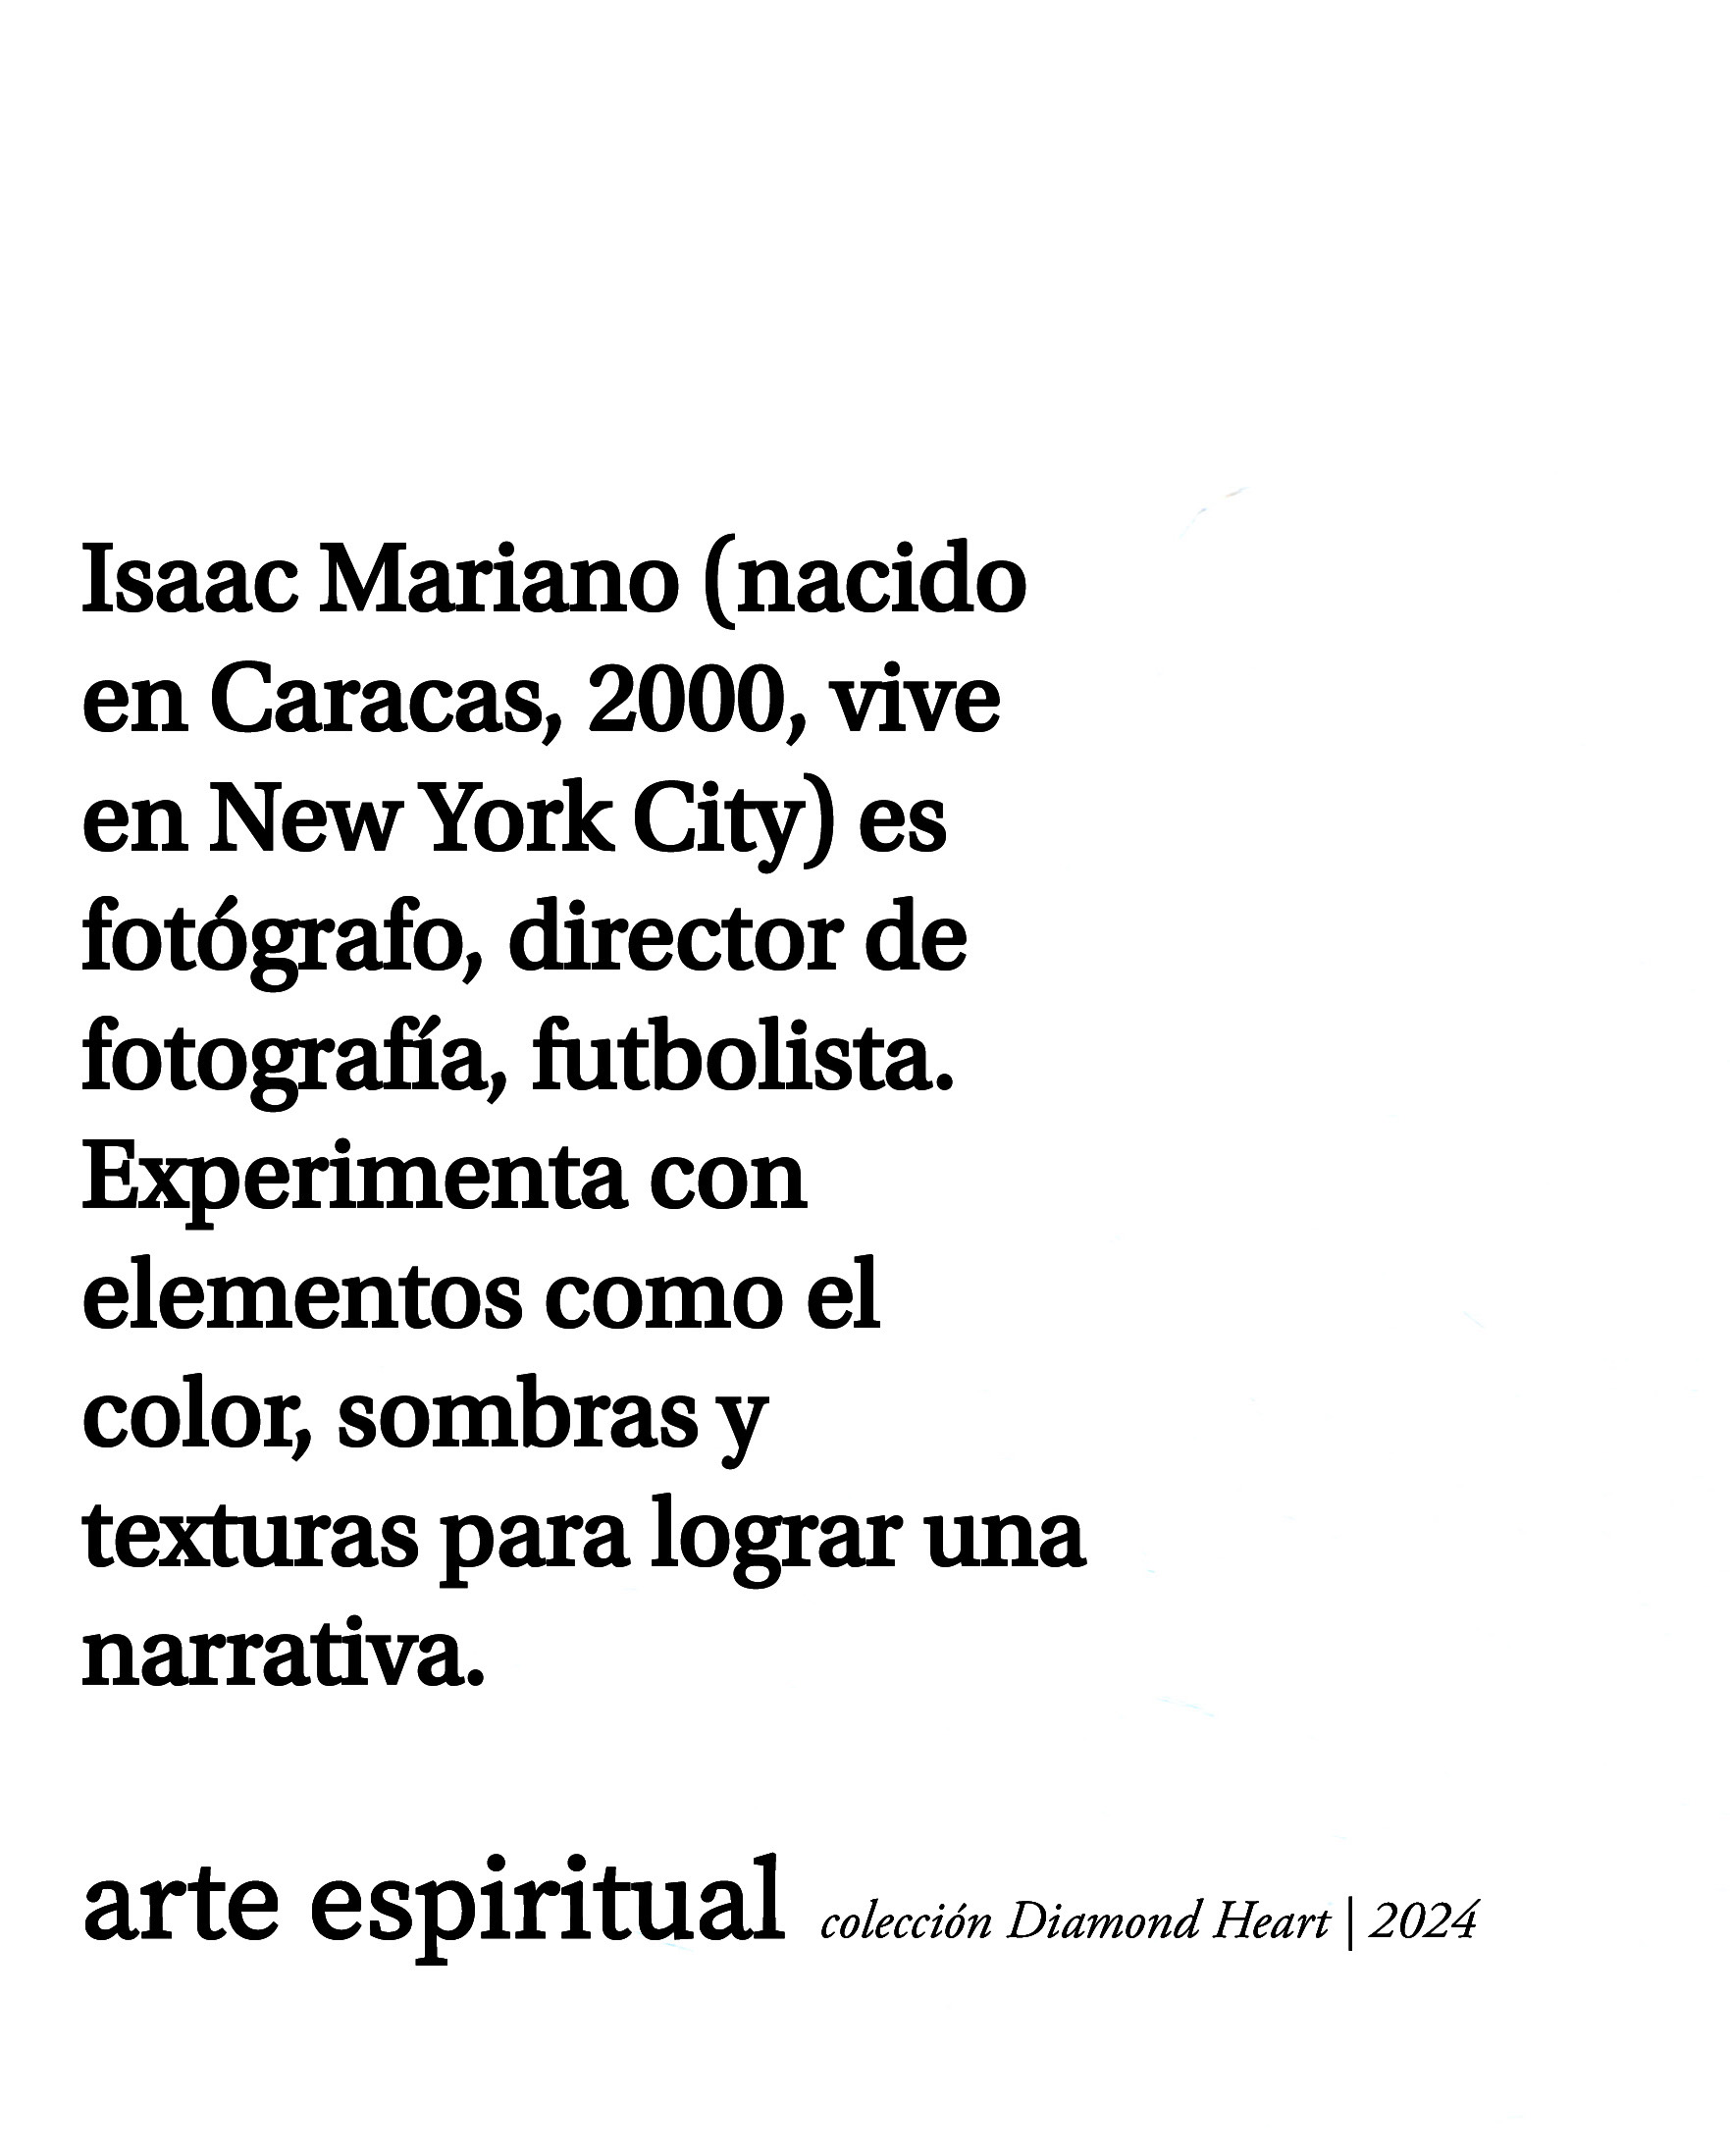 Isaac Mariano (nacido
en Caracas, 2000, vive
en New York City) es
fotógrafo, director de
fotografía, futbolista.
Experimenta con
elementos como el
color, sombras y
texturas para lograr una
narrativa.
arte espiritual colección Diamond Heart | 2024